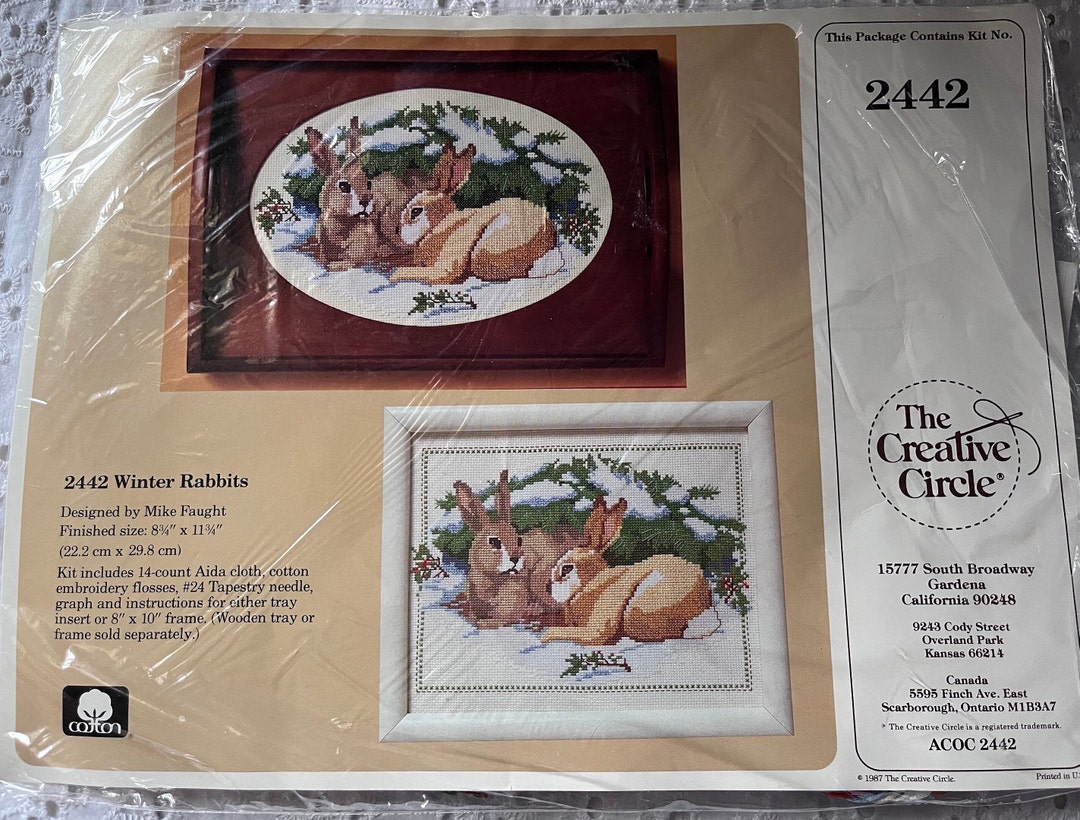 This Package Contains Kit No.
2442
The
Creative
Circle®
15777 South Broadway
Gardena
California 90248
9243 Cody Street
Overland Park
Kansas 66214
Canada
5595 Finch Ave. East
Scarborough, Ontario M1B3A7
® The Creative Circle is a registered trademark.
ACOC 2442
© 1987 The Creative Circle.
Printed in U.
2442 Winter Rabbits
Designed by Mike Faught
Finished size: 8¾″ x 11¾″
(22.2 cm x 29.8 cm)
Kit includes 14-count Aida cloth, cotton
embroidery flosses, #24 Tapestry needle,
graph and instructions for either tray
insert or 8″ x 10″ frame. (Wooden tray or
frame sold separately.)
cotton